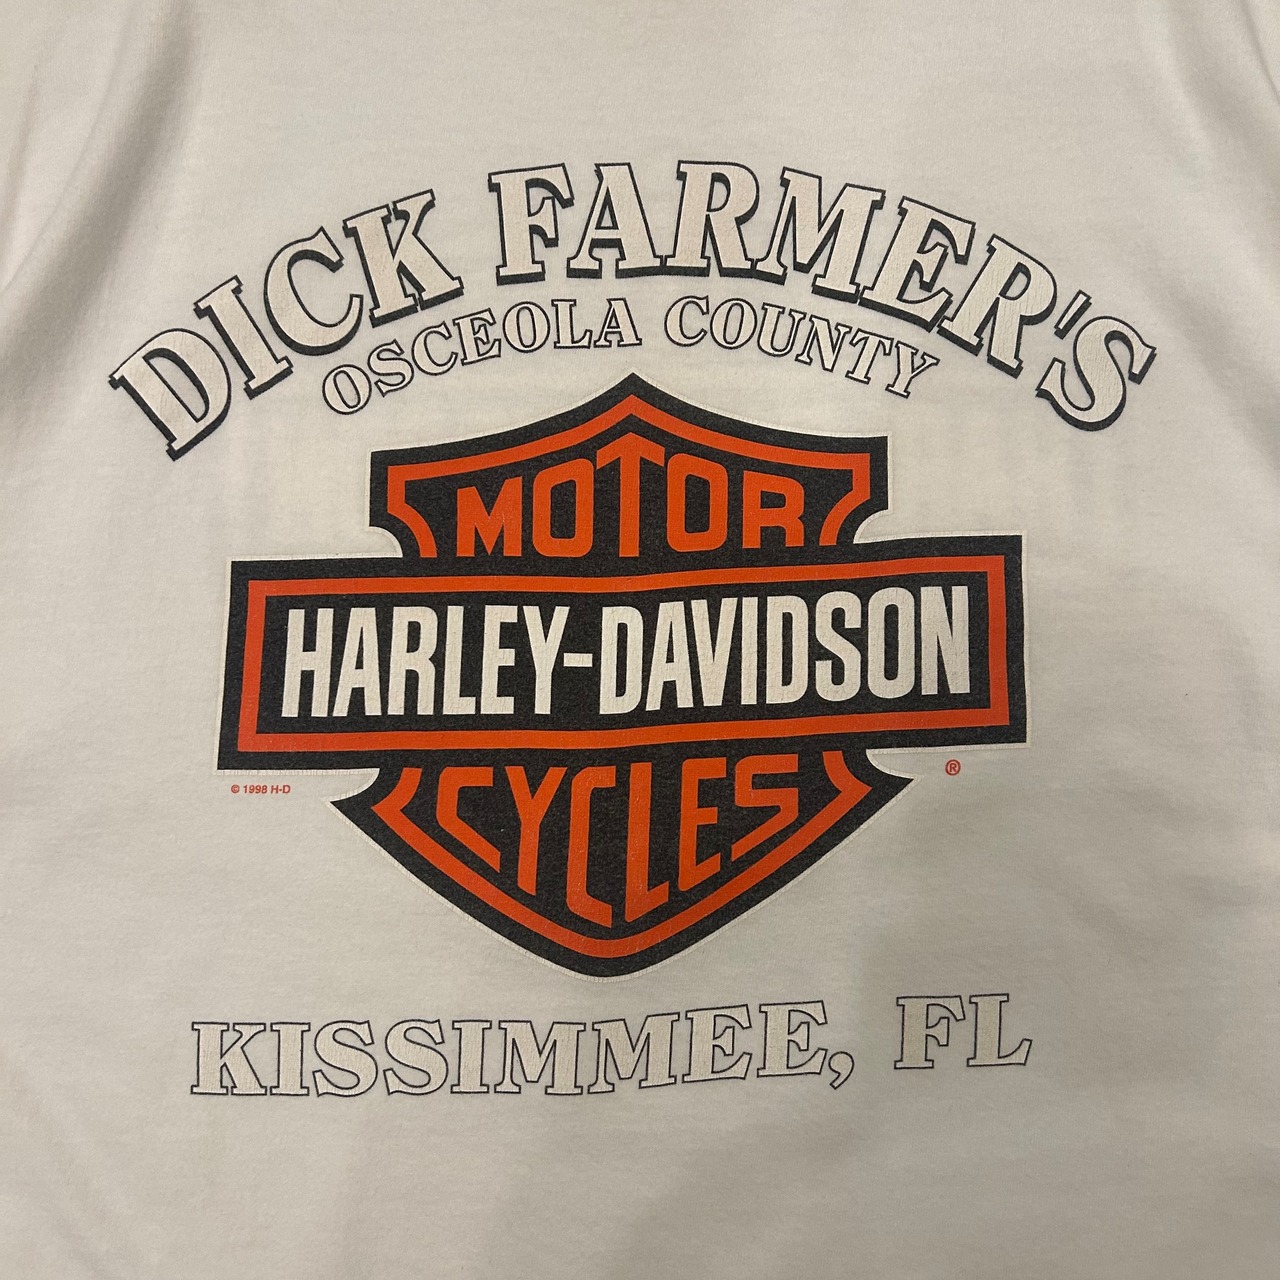 DICK FARMER'S
OSCEOLA COUNTY
MOTOR
HARLEY-DAVIDSON
CYCLES
®
© 1998 H-D
KISSIMMEE, FL